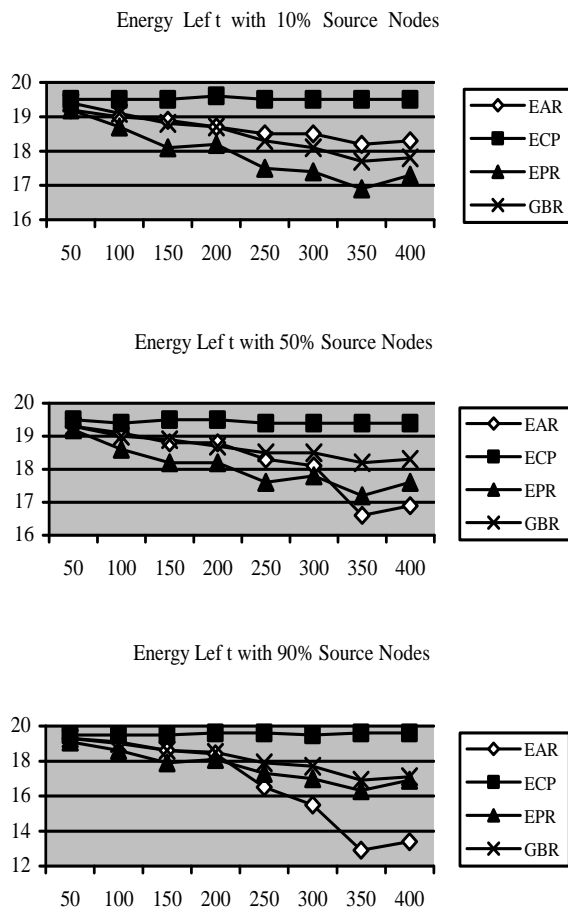 Energy Left with 10% Source Nodes
20
19
18
17
16
50 100 150 200 250 300 350 400
EAR
ECP
EPR
GBR
Energy Left with 50% Source Nodes
20
19
18
17
16
50 100 150 200 250 300 350 400
EAR
ECP
EPR
GBR
Energy Left with 90% Source Nodes
20
18
16
14
12
50 100 150 200 250 300 350 400
EAR
ECP
EPR
GBR